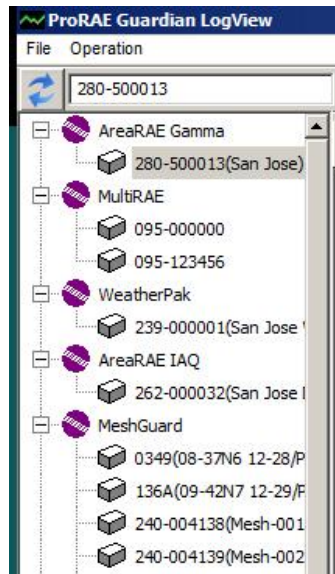 ProRAE Guardian LogView
File Operation
280-500013
AreaRAE Gamma
280-500013(San Jose)
MultiRAE
095-000000
095-123456
WeatherPak
239-000001(San Jose
AreaRAE IAQ
262-000032(San Jose
MeshGuard
0349(08-37N6 12-28/P
136A(09-42N7 12-29/P
240-004138(Mesh-001
240-004139(Mesh-002